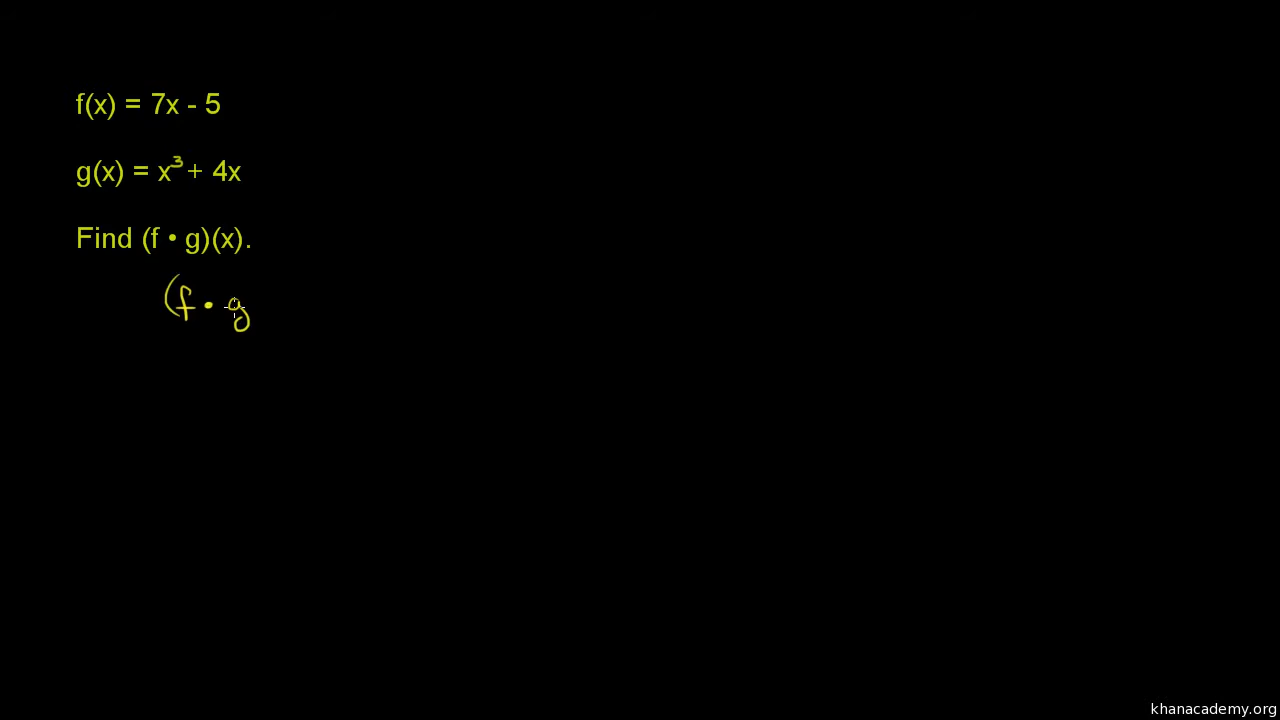 f(x) = 7x - 5
g(x) = x³ + 4x
Find (f • g)(x).
(f • g
khanacademy.org